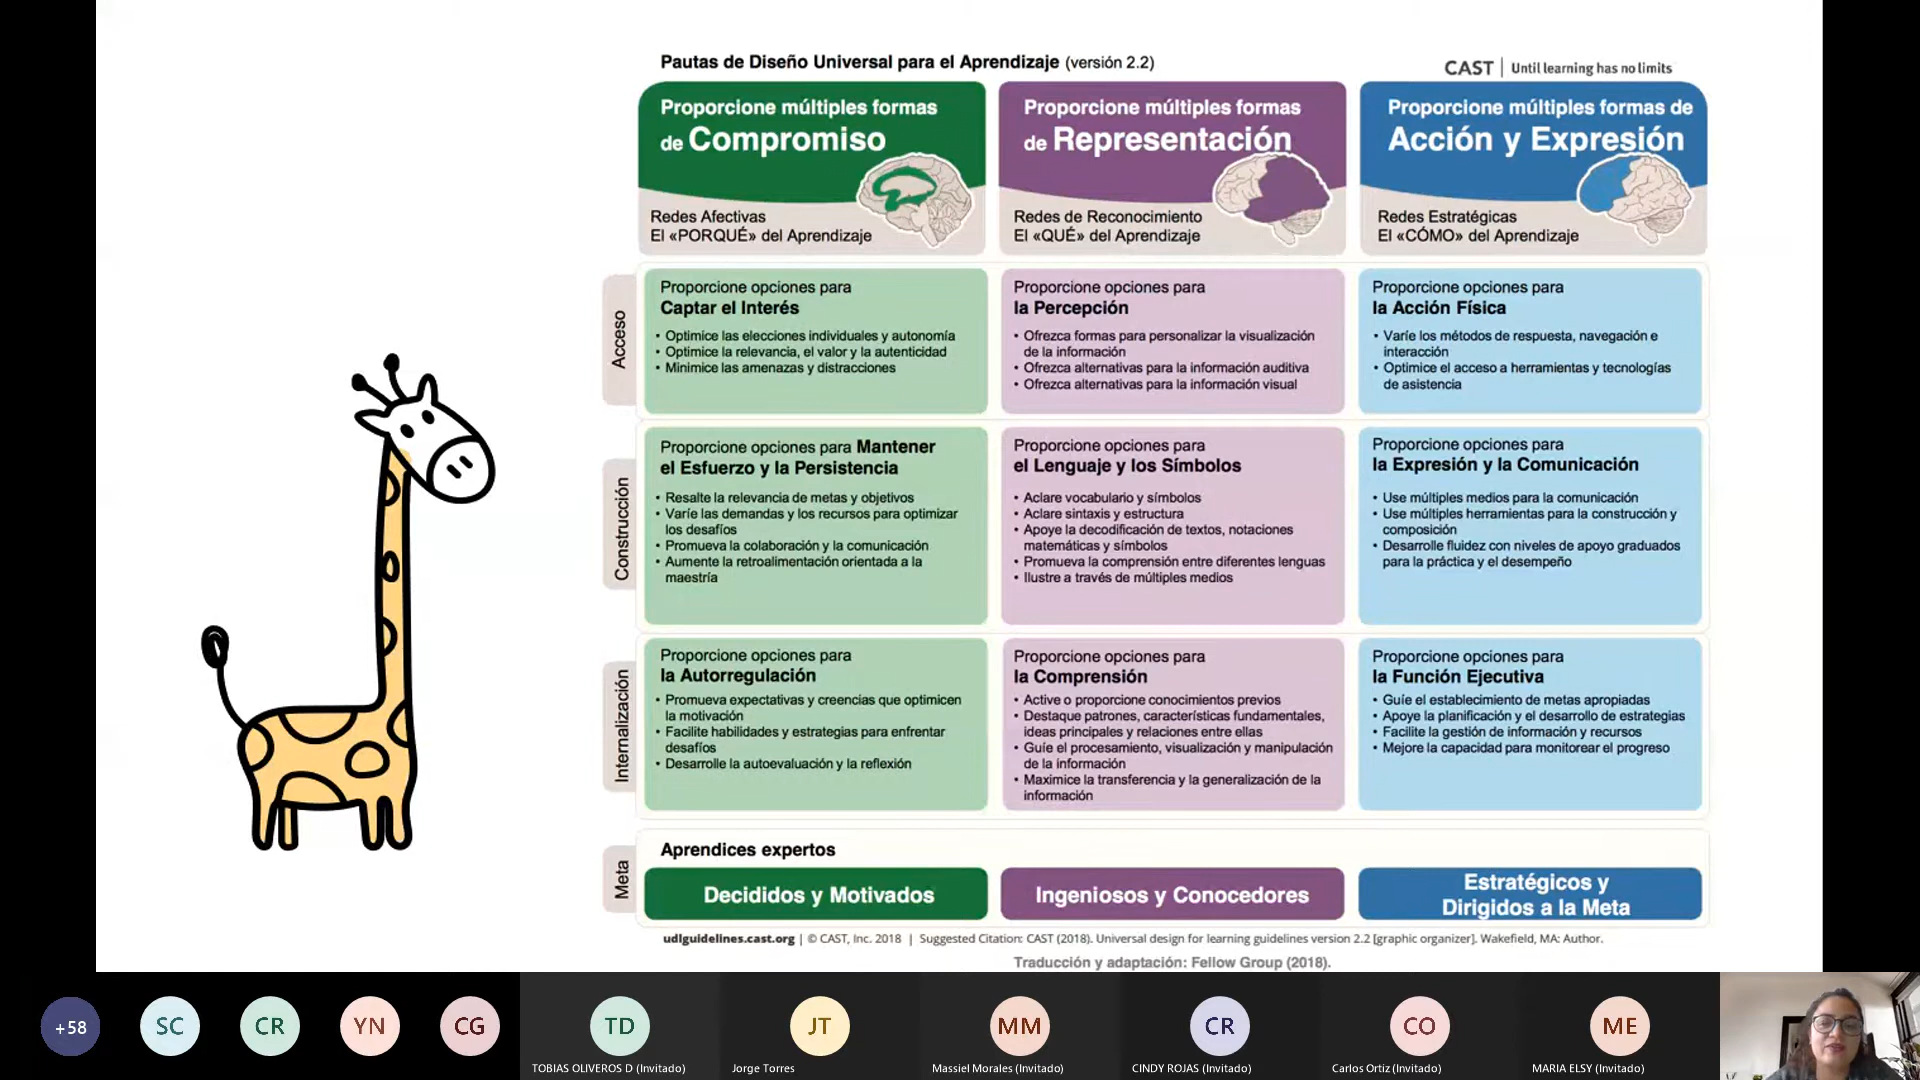 Pautas de Diseño Universal para el Aprendizaje (versión 2.2)
CAST | Until learning has no limits
Proporcione múltiples formas
de Compromiso
Redes Afectivas
El «PORQUÉ» del Aprendizaje
Proporcione múltiples formas
de Representación
Redes de Reconocimiento
El «QUÉ» del Aprendizaje
Proporcione múltiples formas de
Acción y Expresión
Redes Estratégicas
El «CÓMO» del Aprendizaje
Acceso
Proporcione opciones para
Captar el Interés
• Optimice las elecciones individuales y autonomía
• Optimice la relevancia, el valor y la autenticidad
• Minimice las amenazas y distracciones
Proporcione opciones para
la Percepción
• Ofrezca formas para personalizar la visualización
de la información
• Ofrezca alternativas para la información auditiva
• Ofrezca alternativas para la información visual
Proporcione opciones para
la Acción Física
• Varíe los métodos de respuesta, navegación e
interacción
• Optimice el acceso a herramientas y tecnologías
de asistencia
Construcción
Proporcione opciones para Mantener
el Esfuerzo y la Persistencia
• Resalte la relevancia de metas y objetivos
• Varíe las demandas y los recursos para optimizar
los desafíos
• Promueva la colaboración y la comunicación
• Aumente la retroalimentación orientada a la
maestría
Proporcione opciones para
el Lenguaje y los Símbolos
• Aclare vocabulario y símbolos
• Aclare sintaxis y estructura
• Apoye la decodificación de textos, notaciones
matemáticas y símbolos
• Promueva la comprensión entre diferentes lenguas
• Ilustre a través de múltiples medios
Proporcione opciones para
la Expresión y la Comunicación
• Use múltiples medios para la comunicación
• Use múltiples herramientas para la construcción y
composición
• Desarrolle fluidez con niveles de apoyo graduados
para la práctica y el desempeño
Internalización
Proporcione opciones para
la Autorregulación
• Promueva expectativas y creencias que optimicen
la motivación
• Facilite habilidades y estrategias para enfrentar
desafíos
• Desarrolle la autoevaluación y la reflexión
Proporcione opciones para
la Comprensión
• Active o proporcione conocimientos previos
• Destaque patrones, características fundamentales,
ideas principales y relaciones entre ellas
• Guíe el procesamiento, visualización y manipulación
de la información
• Maximice la transferencia y la generalización de la
información
Proporcione opciones para
la Función Ejecutiva
• Guíe el establecimiento de metas apropiadas
• Apoye la planificación y el desarrollo de estrategias
• Facilite la gestión de información y recursos
• Mejore la capacidad para monitorear el progreso
Meta
Aprendices expertos
Decididos y Motivados
Ingeniosos y Conocedores
Estratégicos y
Dirigidos a la Meta
udlguidelines.cast.org | © CAST, Inc. 2018 | Suggested Citation: CAST (2018). Universal design for learning guidelines version 2.2 [graphic organizer]. Wakefield, MA: Author.
Traducción y adaptación: Fellow Group (2018).
+58
SC
CR
YN
CG
TD
TOBIAS OLIVEROS D (Invitado)
JT
Jorge Torres
MM
Massiel Morales (Invitado)
CR
CINDY ROJAS (Invitado)
CO
Carlos Ortiz (Invitado)
ME
MARIA ELSY (Invitado)